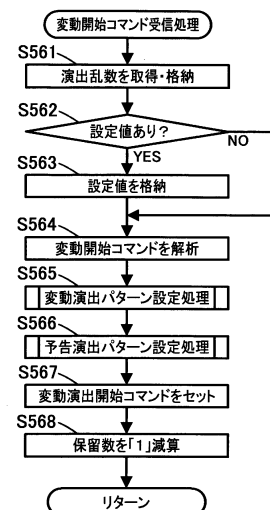 変動開始コマンド受信処理
S561
演出乱数を取得・格納
S562
設定値あり?
NO
YES
S563
設定値を格納
S564
変動開始コマンドを解析
S565
変動演出パターン設定処理
S566
予告演出パターン設定処理
S567
変動演出開始コマンドをセット
S568
保留数を「1」減算
リターン